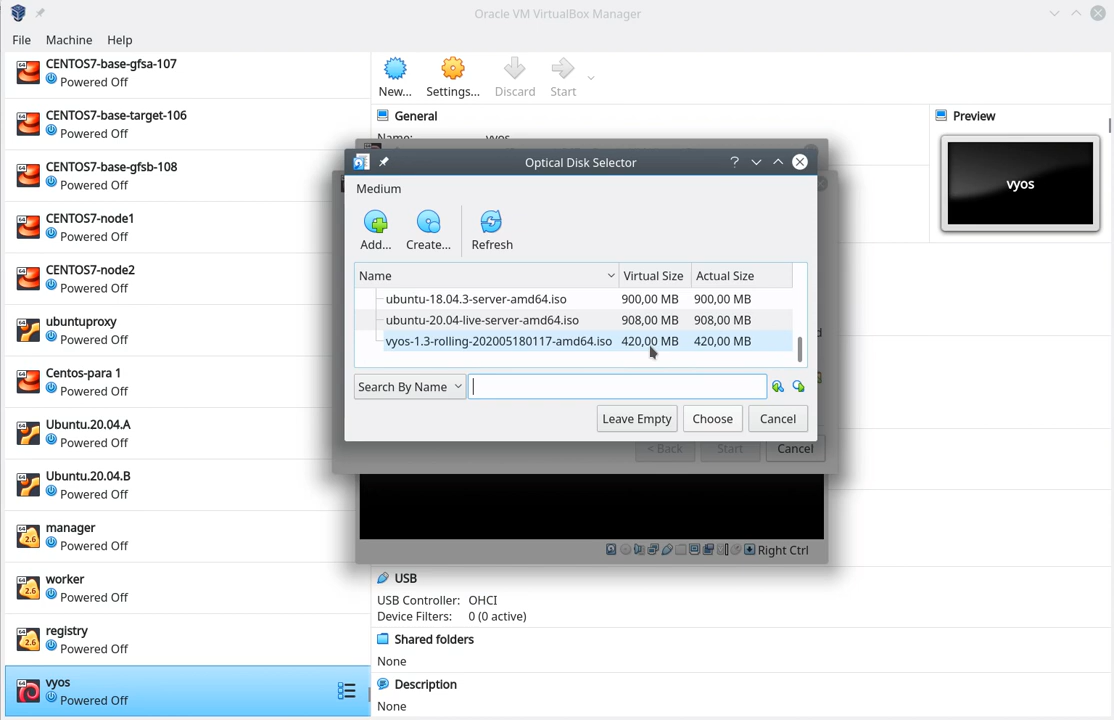 Oracle VM VirtualBox Manager
File Machine Help
CENTOS7-base-gfsa-107
Powered Off
CENTOS7-base-target-106
Powered Off
CENTOS7-base-gfsb-108
Powered Off
CENTOS7-node1
Powered Off
CENTOS7-node2
Powered Off
ubuntuproxy
Powered Off
Centos-para 1
Powered Off
Ubuntu.20.04.A
Powered Off
Ubuntu.20.04.B
Powered Off
manager
Powered Off
worker
Powered Off
registry
Powered Off
vyos
Powered Off
New... Settings... Discard Start
General
Name: vyos
Preview
vyos
Optical Disk Selector
Medium
Add... Create... Refresh
Name Virtual Size Actual Size
ubuntu-18.04.3-server-amd64.iso 900,00 MB 900,00 MB
ubuntu-20.04-live-server-amd64.iso 908,00 MB 908,00 MB
vyos-1.3-rolling-202005180117-amd64.iso 420,00 MB 420,00 MB
Search By Name
Leave Empty Choose Cancel
< Back Start Cancel
Right Ctrl
USB
USB Controller: OHCI
Device Filters: 0 (0 active)
Shared folders
None
Description
None